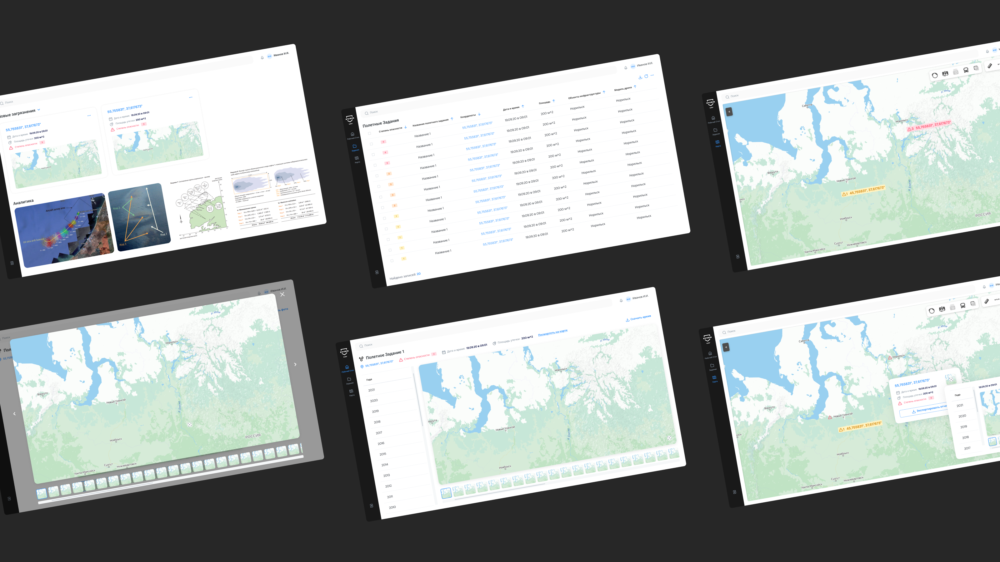 Иванов И.И.
ИИ
Поиск
овые загрязнения
55,755831°, 37,617673°
Дата и время: 19.09.20 в 09:01
Площадь утечки: 200 м^2
Степень опасности: 3
55,755831°, 37,617673°
Дата и время: 19.09.20 в 09:01
Площадь утечки: 200 м^2
Степень опасности: 3
Аналитика
Aircraft survey area
Oil slick drift forecast
Код 2
Код 3
Код 1
KVIRIN
UAV
Рабочий Стол
Задания
Карта
Поиск
ИИ
Иванов И.И.
Полетные Задания
Степень опасности
Название полетного задания
Координаты
Дата и время
Площадь
Объекты инфраструктуры
Модель дрона
5 Название 1 55,755831°, 37,617673° 19.09.20 в 09:01 200 м^2 Норильск Норильск
4 Название 1 55,755831°, 37,617673° 19.09.20 в 09:01 200 м^2 Норильск Норильск
3 Название 1 55,755831°, 37,617673° 19.09.20 в 09:01 200 м^2 Норильск Норильск
2 Название 1 55,755831°, 37,617673° 19.09.20 в 09:01 200 м^2 Норильск Норильск
2 Название 1 55,755831°, 37,617673° 19.09.20 в 09:01 200 м^2 Норильск Норильск
2 Название 1 55,755831°, 37,617673° 19.09.20 в 09:01 200 м^2 Норильск Норильск
2 Название 1 55,755831°, 37,617673° 19.09.20 в 09:01 200 м^2 Норильск Норильск
1 Название 1 55,755831°, 37,617673° 19.09.20 в 09:01 200 м^2 Норильск Норильск
1 Название 1 55,755831°, 37,617673° 19.09.20 в 09:01 200 м^2 Норильск Норильск
1 Название 1 55,755831°, 37,617673° 19.09.20 в 09:01 200 м^2 Норильск Норильск
1 Название 1 55,755831°, 37,617673° 19.09.20 в 09:01 200 м^2 Норильск Норильск
1 Название 1 55,755831°, 37,617673° 19.09.20 в 09:01 200 м^2 Норильск Норильск
Найдено записей: 20
KVIRIN
UAV
Рабочий Стол
Задания
Карта
Поиск
ИИ
р. Хета
Сабетта
Норильск
3 55,755831°, 37,617673°
Воркута
Новый Уренгой
1 45,755831°, 37,617673°
р. Енисей
Ноябрьск
РОССИЯ
Сургут
Нижневартовск
Ханты-Мансийск
ИИ
Иванов И.И.
ть фото
Поиск
Пол
55,755
р. Хета
Норильск
Воркута
Новый Уренгой
р. Енисей
Ноябрьск
РОССИЯ
Сургут
Нижневартовск
Ханты-Мансийск
KVIRIN
UAV
Рабочий Стол
Задания
Карта
Поиск
ИИ
Иванов И.И.
Скачать архив
Полетное Задание 1
55,755831°, 37,617673°
Степень опасности: 3
Дата и время: 19.09.20 в 09:01
Площадь утечки: 200 м^2
Посмортеть на карте
Года
2021
2020
2019
2018
2017
2016
2015
2014
2013
2012
2011
2010
р. Хета
Норильск
оркута
Новый Уренгой
р. Енисей
Ноябрьск
KVIRIN
UAV
Рабочий Стол
Задания
Карта
Поиск
ИИ
Ива
р. Хета
Сабетта
Норильск
Воркута
Новый Уренгой
1 45,755831°, 37,617673°
Ноябрьск
Сургут
Нижневартовск
Ханты-Мансийск
55,755831°, 37,617673°
Дата и время: 19.09.20 в 09:01
Площадь утечки: 200 м^2
Степень опасности: 3
Экспортировать отче
19.09.20 в 09:01
Года
2021
2020
2019
2018
2017